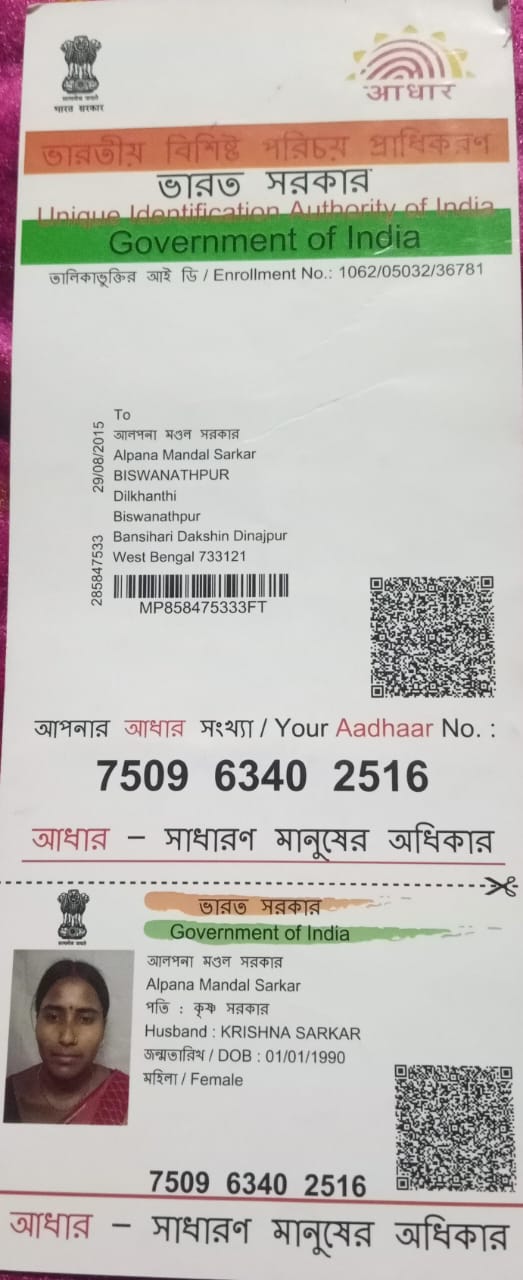 भारत सरकार
आधार
ভারতীয় বিশিষ্ট পরিচয় প্রাধিকরণ
ভারত সরকার
Unique Identification Authority of India
Government of India
তালিকাভুক্তির আই ডি / Enrollment No.: 1062/05032/36781
To
আলপনা মণ্ডল সরকার
Alpana Mandal Sarkar
BISWANATHPUR
Dilkhanthi
Biswanathpur
Bansihari Dakshin Dinajpur
West Bengal 733121
29/08/2015
285847533
MP858475333FT
আপনার আধার সংখ্যা / Your Aadhaar No. :
7509 6340 2516
আধার – সাধারণ মানুষের অধিকার
ভারত সরকার
Government of India
আলপনা মণ্ডল সরকার
Alpana Mandal Sarkar
পতি : কৃষ্ণ সরকার
Husband : KRISHNA SARKAR
জন্মতারিখ / DOB : 01/01/1990
মহিলা / Female
7509 6340 2516
আধার – সাধারণ মানুষের অধিকার